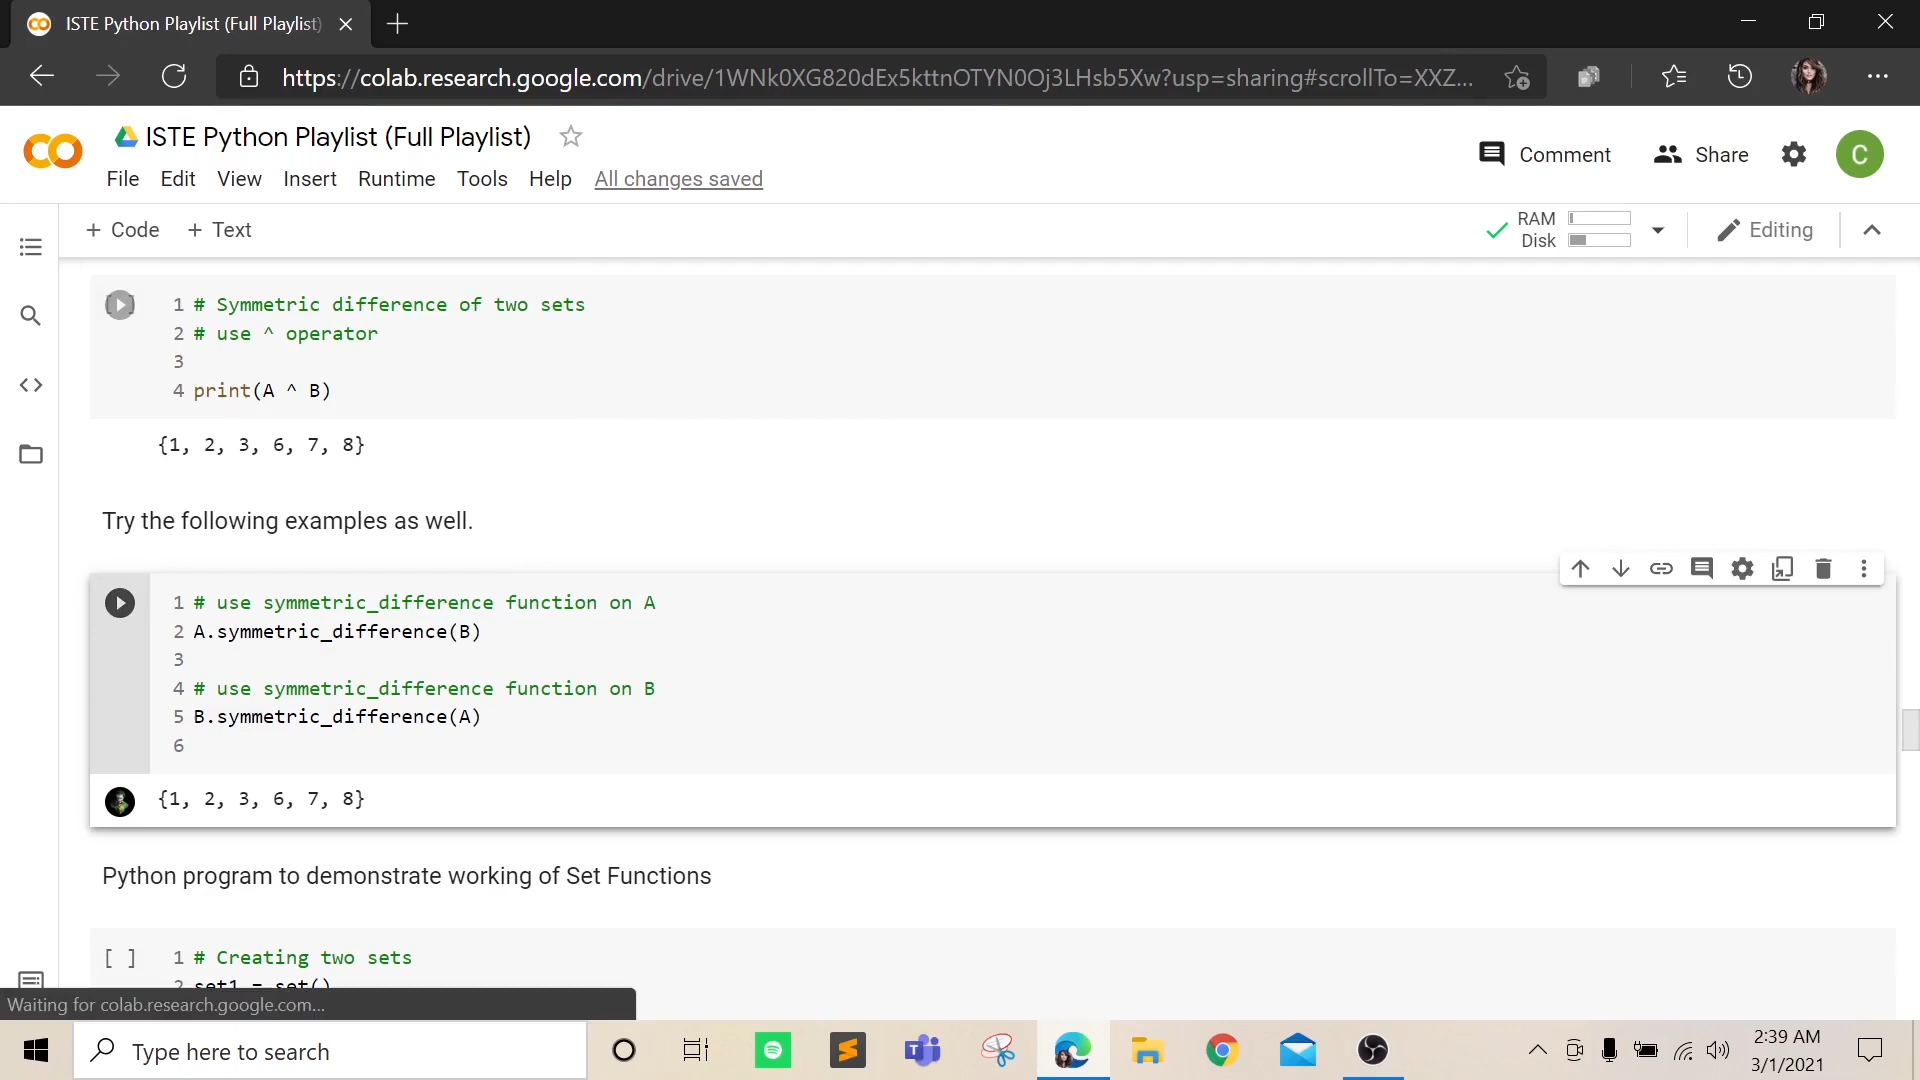 ISTE Python Playlist (Full Playlist)
https://colab.research.google.com/drive/1WNk0XG820dEx5kttnOTYN0Oj3LHsb5Xw?usp=sharing#scrollTo=XXZ...
ISTE Python Playlist (Full Playlist)
Comment
Share
C
File Edit View Insert Runtime Tools Help All changes saved
+ Code + Text
RAM
Disk
Editing
1 # Symmetric difference of two sets
2 # use ^ operator
3
4 print(A ^ B)
{1, 2, 3, 6, 7, 8}
Try the following examples as well.
1 # use symmetric_difference function on A
2 A.symmetric_difference(B)
3
4 # use symmetric_difference function on B
5 B.symmetric_difference(A)
6
{1, 2, 3, 6, 7, 8}
Python program to demonstrate working of Set Functions
[ ] 1 # Creating two sets
2 set1 = set()
Waiting for colab.research.google.com...
Type here to search
2:39 AM
3/1/2021